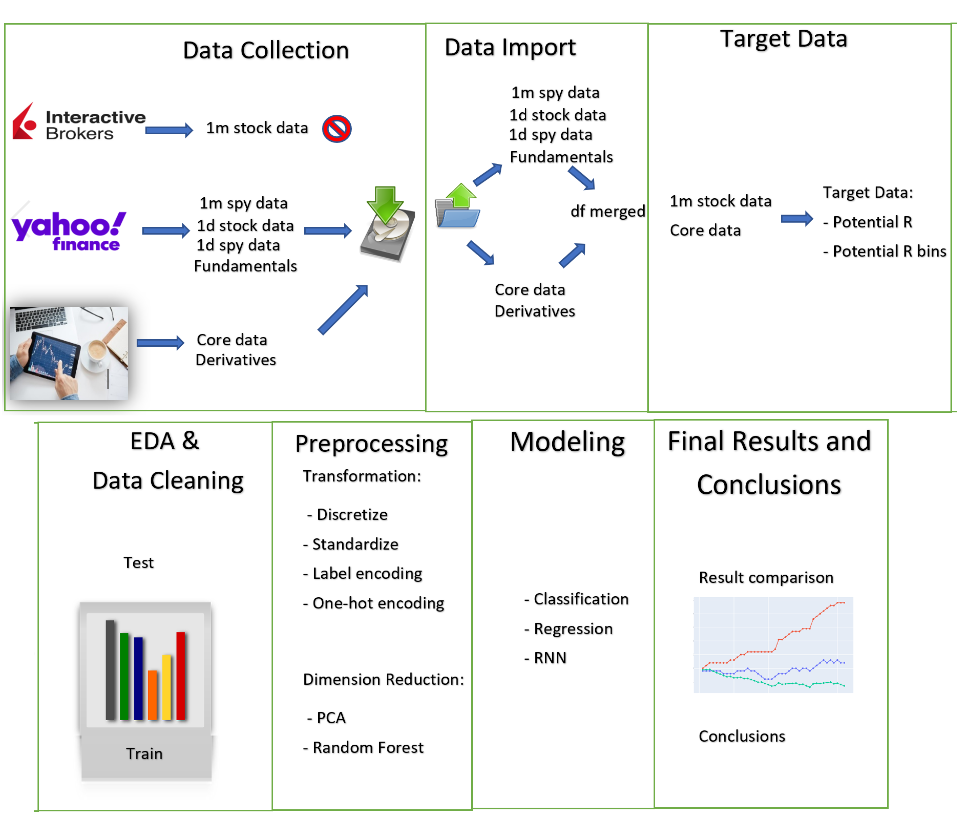 Data Collection
Interactive
Brokers
1m stock data
yahoo!
finance
1m spy data
1d stock data
1d spy data
Fundamentals
Core data
Derivatives
Data Import
1m spy data
1d stock data
1d spy data
Fundamentals
df merged
Core data
Derivatives
Target Data
1m stock data
Core data
Target Data:
- Potential R
- Potential R bins
EDA &
Data Cleaning
Test
Train
Preprocessing
Transformation:
- Discretize
- Standardize
- Label encoding
- One-hot encoding
Dimension Reduction:
- PCA
- Random Forest
Modeling
- Classification
- Regression
- RNN
Final Results and
Conclusions
Result comparison
Conclusions